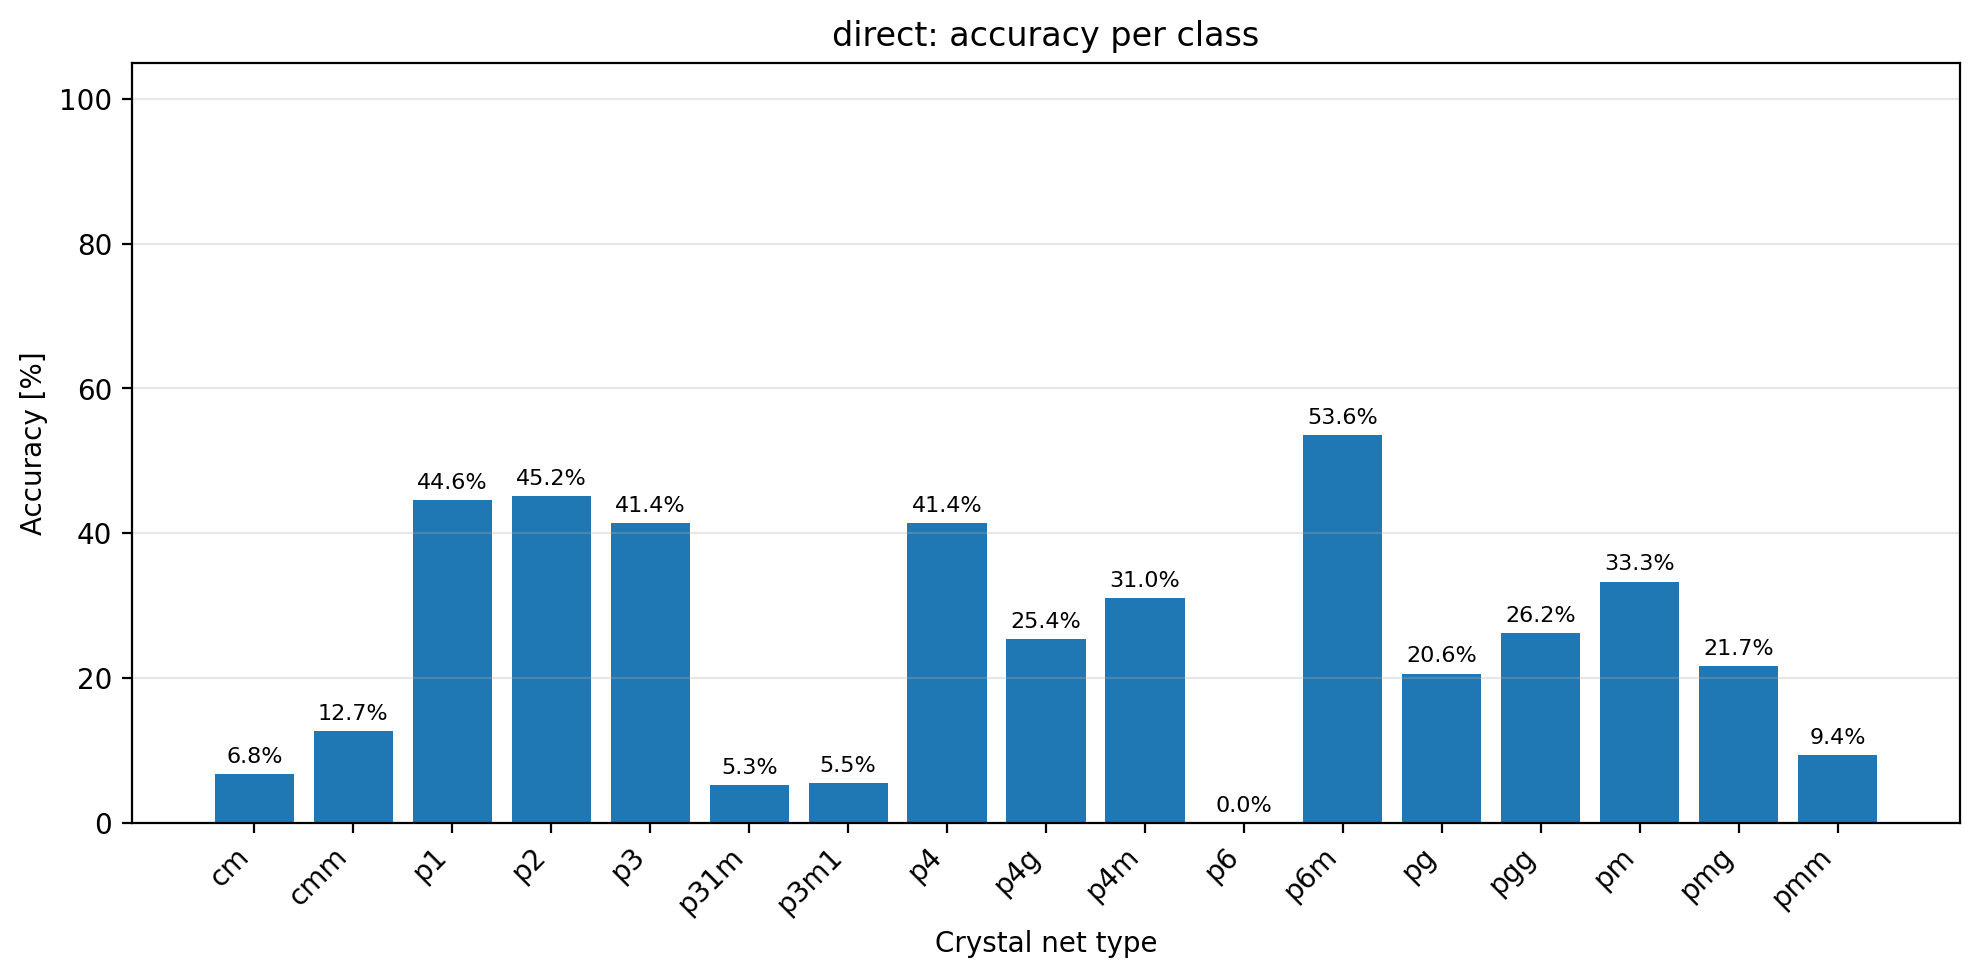 direct: accuracy per class
100
80
60
40
20
0
Accuracy [%]
6.8%
12.7%
44.6%
45.2%
41.4%
5.3%
5.5%
41.4%
25.4%
31.0%
0.0%
53.6%
20.6%
26.2%
33.3%
21.7%
9.4%
cm
cmm
p1
p2
p3
p31m
p3m1
p4
p4g
p4m
p6
p6m
pg
pgg
pm
pmg
pmm
Crystal net type